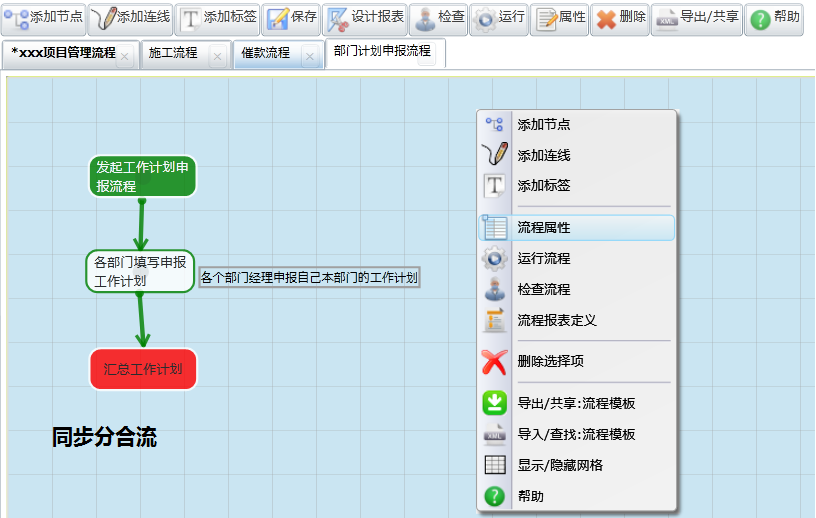 添加节点 添加连线 添加标签 保存 设计报表 检查 运行 属性 删除 导出/共享 帮助
*xxx项目管理流程 施工流程 催款流程 部门计划申报流程
发起工作计划申
报流程
各部门填写申报
工作计划
各个部门经理申报自己本部门的工作计划
汇总工作计划
同步分合流
添加节点
添加连线
添加标签
流程属性
运行流程
检查流程
流程报表定义
删除选择项
导出/共享:流程模板
导入/查找:流程模板
显示/隐藏网格
帮助